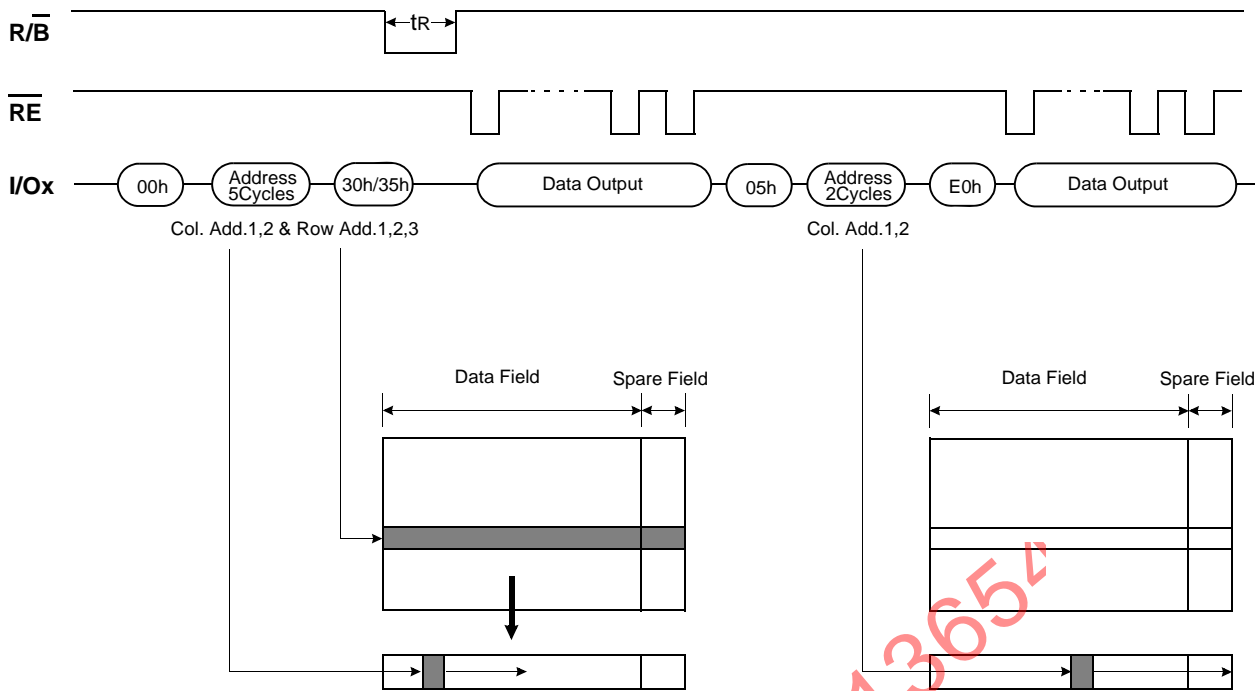 R/B
tR
RE
I/Ox
00h
Address
5Cycles
30h/35h
Data Output
05h
Address
2Cycles
E0h
Data Output
Col. Add.1,2 & Row Add.1,2,3
Col. Add.1,2
Data Field
Spare Field
Data Field
Spare Field